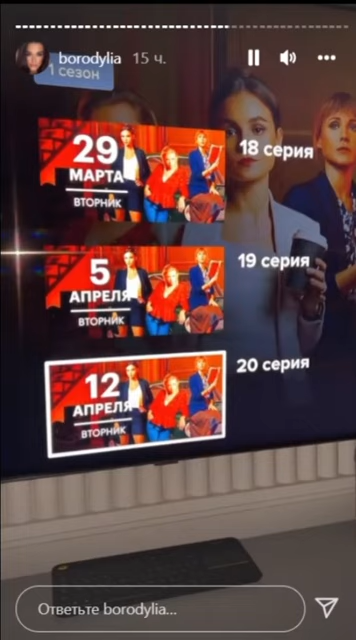 borodylia 15 ч.
1 сезон
29
МАРТА
ВТОРНИК
18 серия
5
АПРЕЛЯ
ВТОРНИК
19 серия
12
АПРЕЛЯ
ВТОРНИК
20 серия
Ответьте borodylia...